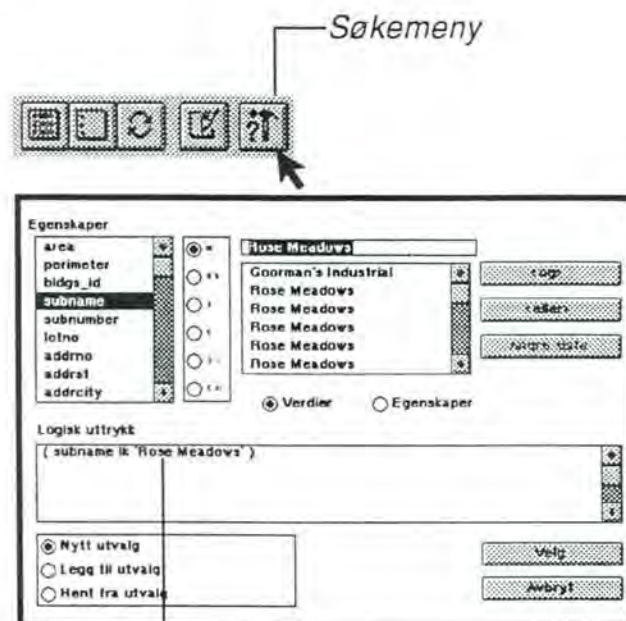 Søkemeny
Egenskaper
area
perimeter
bldgs_id
subname
subnumber
lotno
addrno
addrst
addrcity
=
<>
>
<
>=
<=
Rose Meadows
Goorman's Industrial
Rose Meadows
Rose Meadows
Rose Meadows
Rose Meadows
Rose Meadows
<og>
<eller>
Verdier
Egenskaper
Logisk uttrykk
( subname lk 'Rose Meadows' )
Nytt utvalg
Legg til utvalg
Hent fra utvalg
Velg
Avbryt